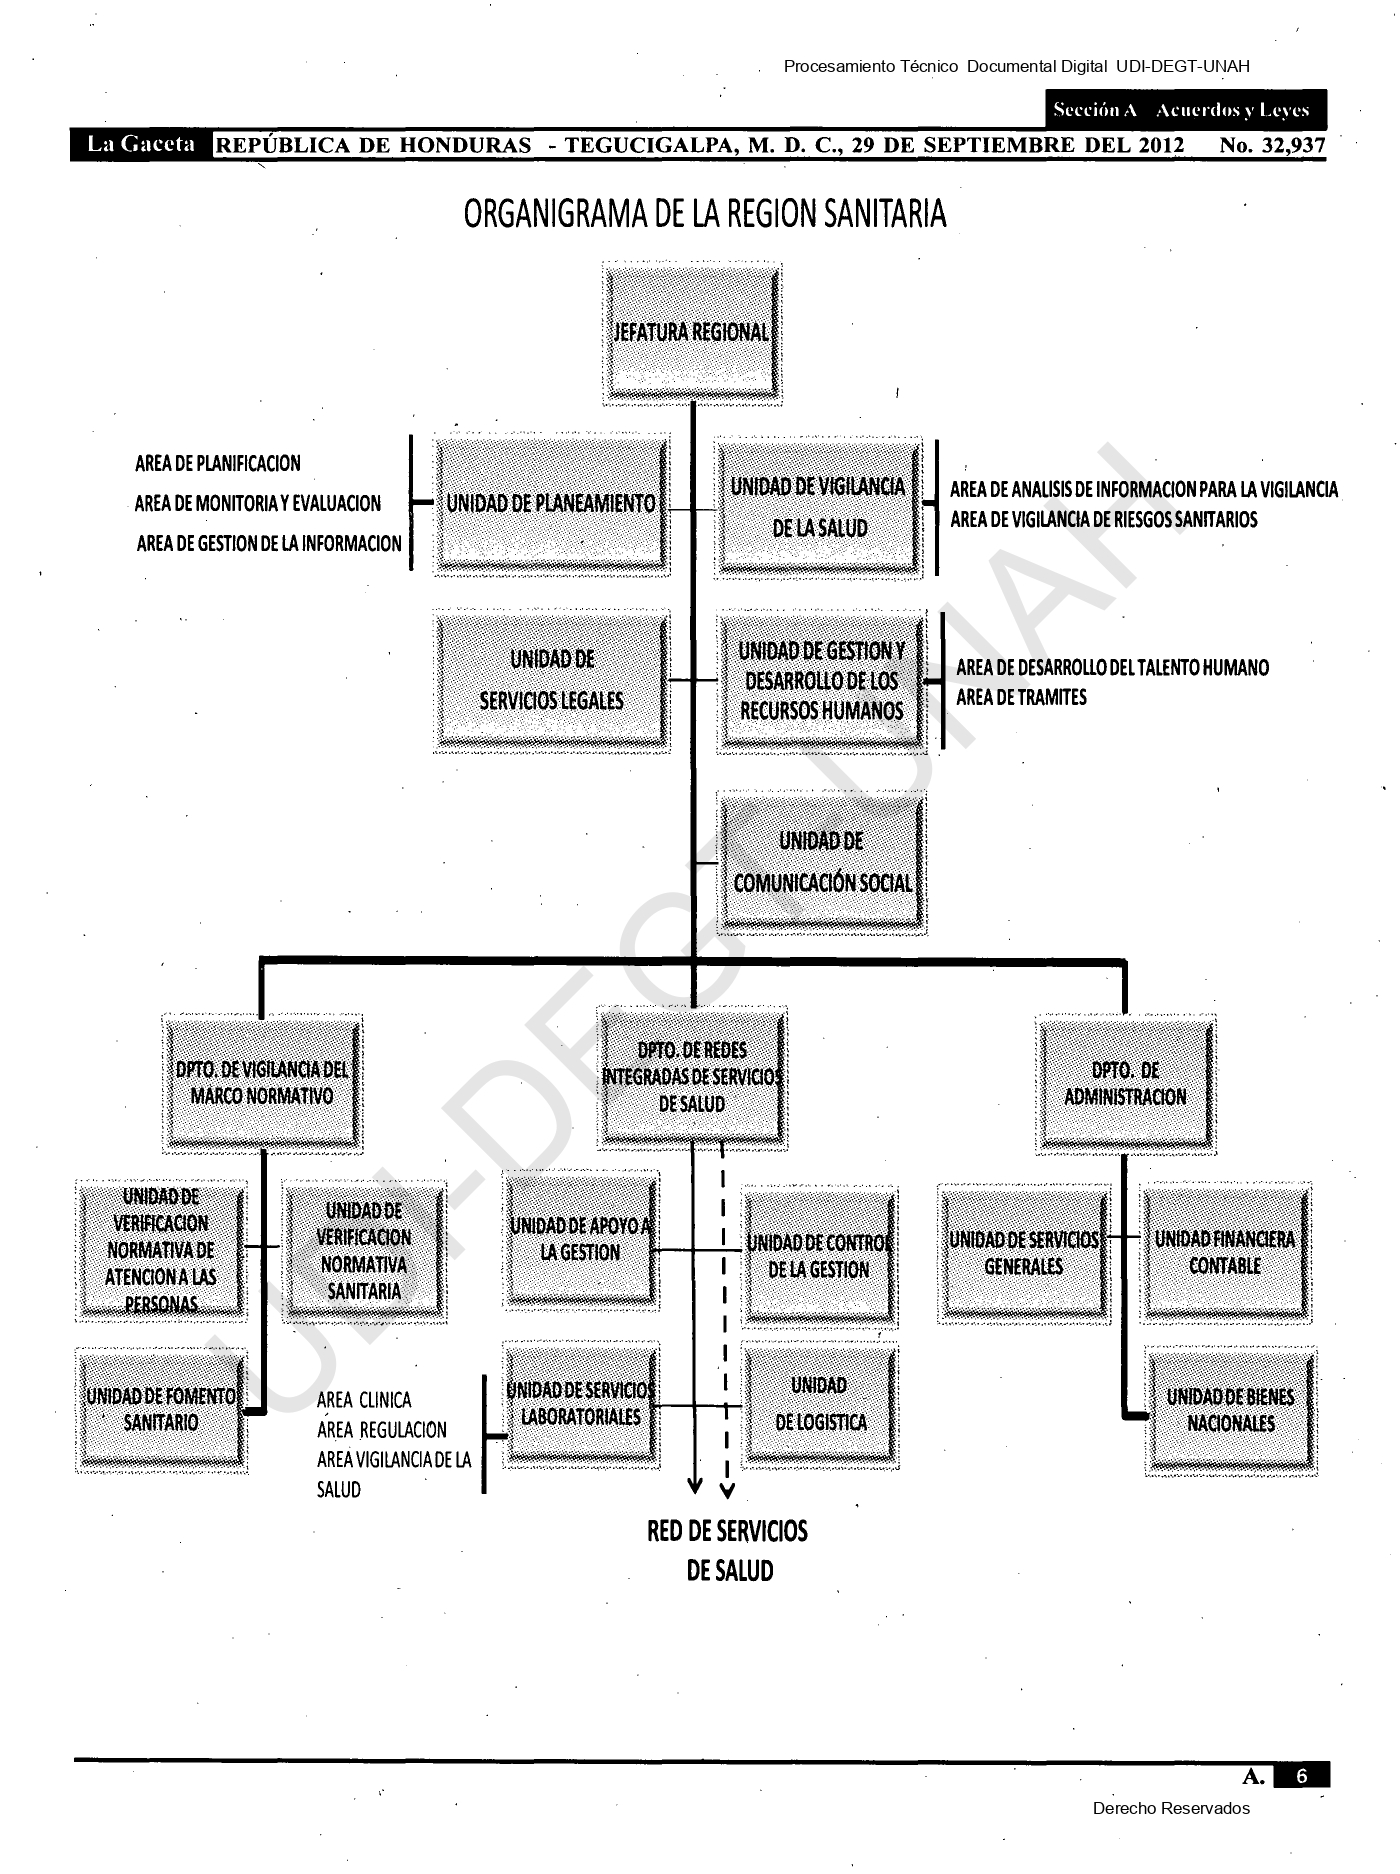 Procesamiento Técnico Documental Digital UDI-DEGT-UNAH
Sección A Acuerdos y Leyes
La Gaceta REPÚBLICA DE HONDURAS - TEGUCIGALPA, M. D. C., 29 DE SEPTIEMBRE DEL 2012 No. 32,937
ORGANIGRAMA DE LA REGION SANITARIA
JEFATURA REGIONAL
AREA DE PLANIFICACION
AREA DE MONITORIA Y EVALUACION
AREA DE GESTION DE LA INFORMACION
UNIDAD DE PLANEAMIENTO
UNIDAD DE VIGILANCIA
DE LA SALUD
AREA DE ANALISIS DE INFORMACION PARA LA VIGILANCIA
AREA DE VIGILANCIA DE RIESGOS SANITARIOS
UNIDAD DE
SERVICIOS LEGALES
UNIDAD DE GESTION Y
DESARROLLO DE LOS
RECURSOS HUMANOS
AREA DE DESARROLLO DEL TALENTO HUMANO
AREA DE TRAMITES
UNIDAD DE
COMUNICACIÓN SOCIAL
DPTO. DE VIGILANCIA DEL
MARCO NORMATIVO
DPTO. DE REDES
INTEGRADAS DE SERVICIOS
DE SALUD
DPTO. DE
ADMINISTRACION
UNIDAD DE
VERIFICACION
NORMATIVA DE
ATENCION A LAS
PERSONAS
UNIDAD DE
VERIFICACION
NORMATIVA
SANITARIA
UNIDAD DE APOYO A
LA GESTION
UNIDAD DE CONTROL
DE LA GESTION
UNIDAD DE SERVICIOS
GENERALES
UNIDAD FINANCIERA
CONTABLE
UNIDAD DE FOMENTO
SANITARIO
AREA CLINICA
AREA REGULACION
AREA VIGILANCIA DE LA
SALUD
UNIDAD DE SERVICIOS
LABORATORIALES
UNIDAD
DE LOGISTICA
UNIDAD DE BIENES
NACIONALES
RED DE SERVICIOS
DE SALUD
UDI-DEGT-UNAH
A. 6
Derecho Reservados